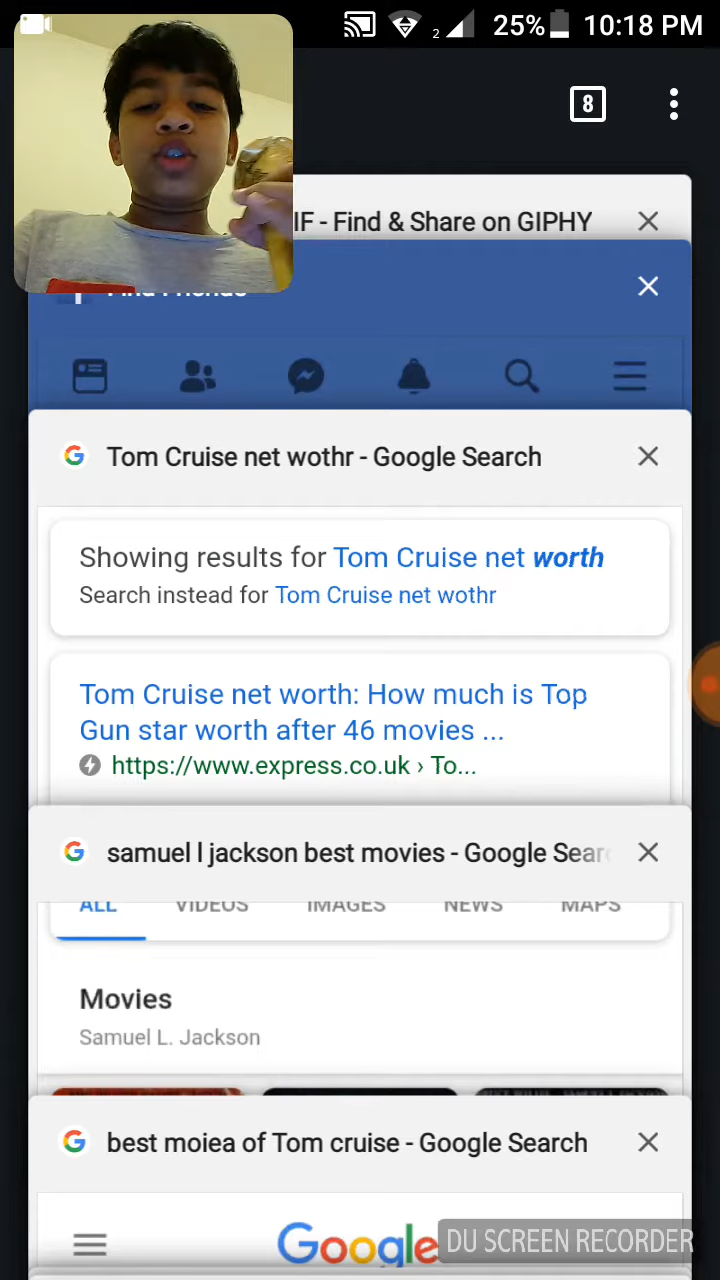 2 25% 10:18 PM
8
IF - Find & Share on GIPHY
Find Friends
Tom Cruise net wothr - Google Search
Showing results for Tom Cruise net worth
Search instead for Tom Cruise net wothr
Tom Cruise net worth: How much is Top
Gun star worth after 46 movies ...
https://www.express.co.uk › To...
samuel l jackson best movies - Google Sear
ALL VIDEOS IMAGES NEWS MAPS
Movies
Samuel L. Jackson
best moiea of Tom cruise - Google Search
Google
DU SCREEN RECORDER